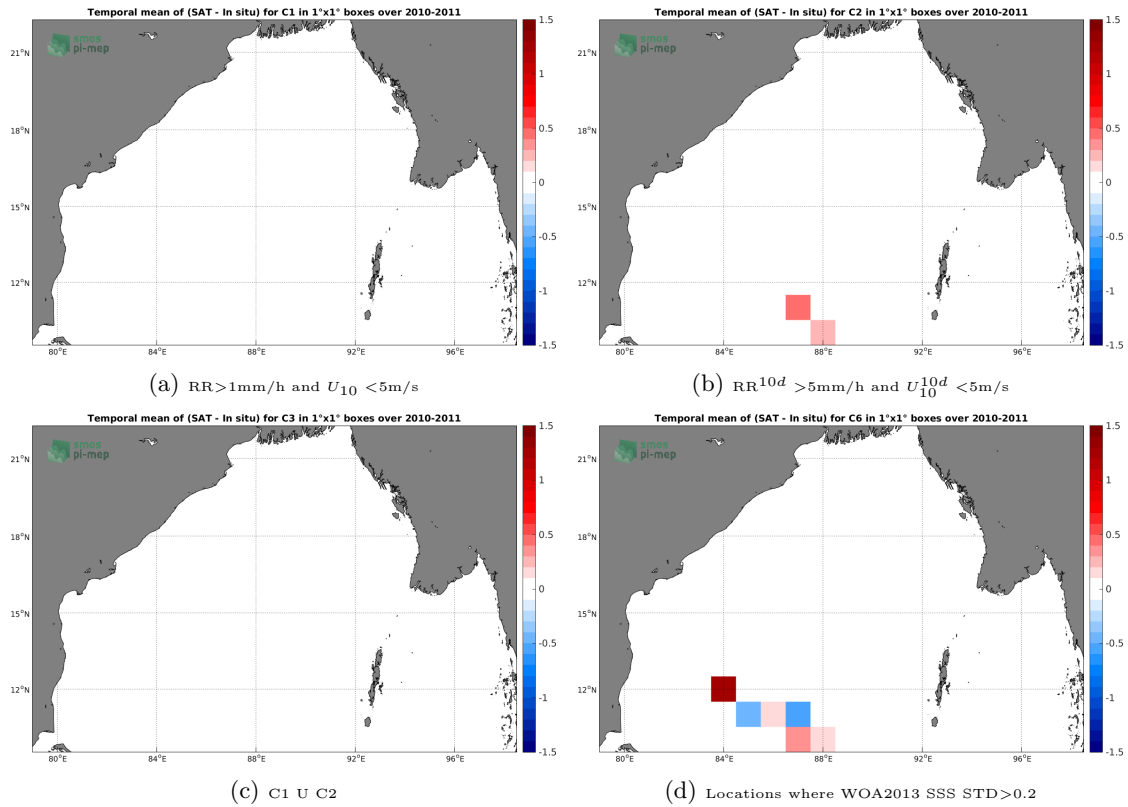 Temporal mean of (SAT - In situ) for C1 in 1°x1° boxes over 2010-2011
smos
pi-mep
21°N
18°N
15°N
12°N
80°E 84°E 88°E 92°E 96°E
1.5
1
0.5
0
-0.5
-1
-1.5
(a) RR>1mm/h and U10 <5m/s
Temporal mean of (SAT - In situ) for C2 in 1°x1° boxes over 2010-2011
smos
pi-mep
21°N
18°N
15°N
12°N
80°E 84°E 88°E 92°E 96°E
1.5
1
0.5
0
-0.5
-1
-1.5
(b) RR^10d >5mm/h and U10^10d <5m/s
Temporal mean of (SAT - In situ) for C3 in 1°x1° boxes over 2010-2011
smos
pi-mep
21°N
18°N
15°N
12°N
80°E 84°E 88°E 92°E 96°E
1.5
1
0.5
0
-0.5
-1
-1.5
(c) C1 U C2
Temporal mean of (SAT - In situ) for C6 in 1°x1° boxes over 2010-2011
smos
pi-mep
21°N
18°N
15°N
12°N
80°E 84°E 88°E 92°E 96°E
1.5
1
0.5
0
-0.5
-1
-1.5
(d) Locations where WOA2013 SSS STD>0.2